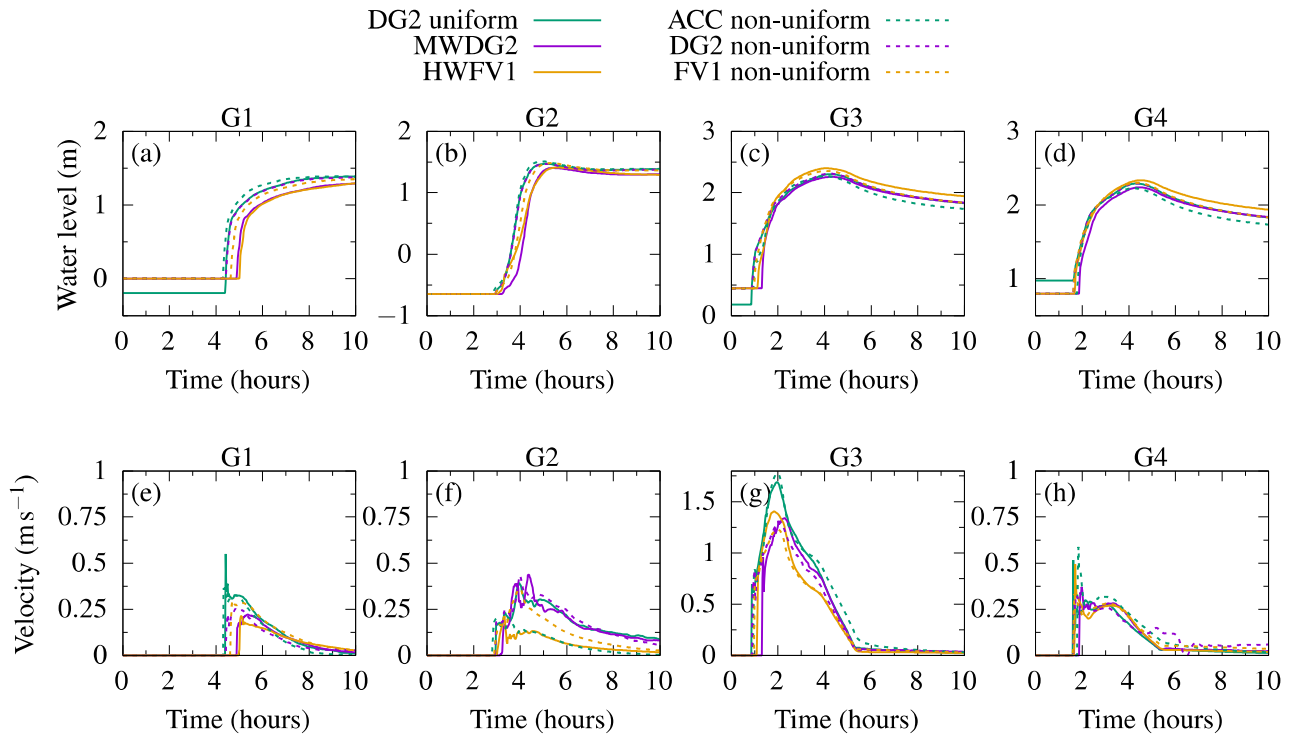 DG2 uniform
MWDG2
HWFV1
ACC non-uniform
DG2 non-uniform
FV1 non-uniform
G1
(a)
Water level (m)
2
1
0
0 2 4 6 8 10
Time (hours)
G2
(b)
2
1
0
−1
0 2 4 6 8 10
Time (hours)
G3
(c)
3
2
1
0
0 2 4 6 8 10
Time (hours)
G4
(d)
3
2
1
0 2 4 6 8 10
Time (hours)
G1
(e)
Velocity (m s−1)
1
0.75
0.5
0.25
0
0 2 4 6 8 10
Time (hours)
G2
(f)
1
0.75
0.5
0.25
0
0 2 4 6 8 10
Time (hours)
G3
(g)
1.5
1
0.5
0
0 2 4 6 8 10
Time (hours)
G4
(h)
1
0.75
0.5
0.25
0
0 2 4 6 8 10
Time (hours)